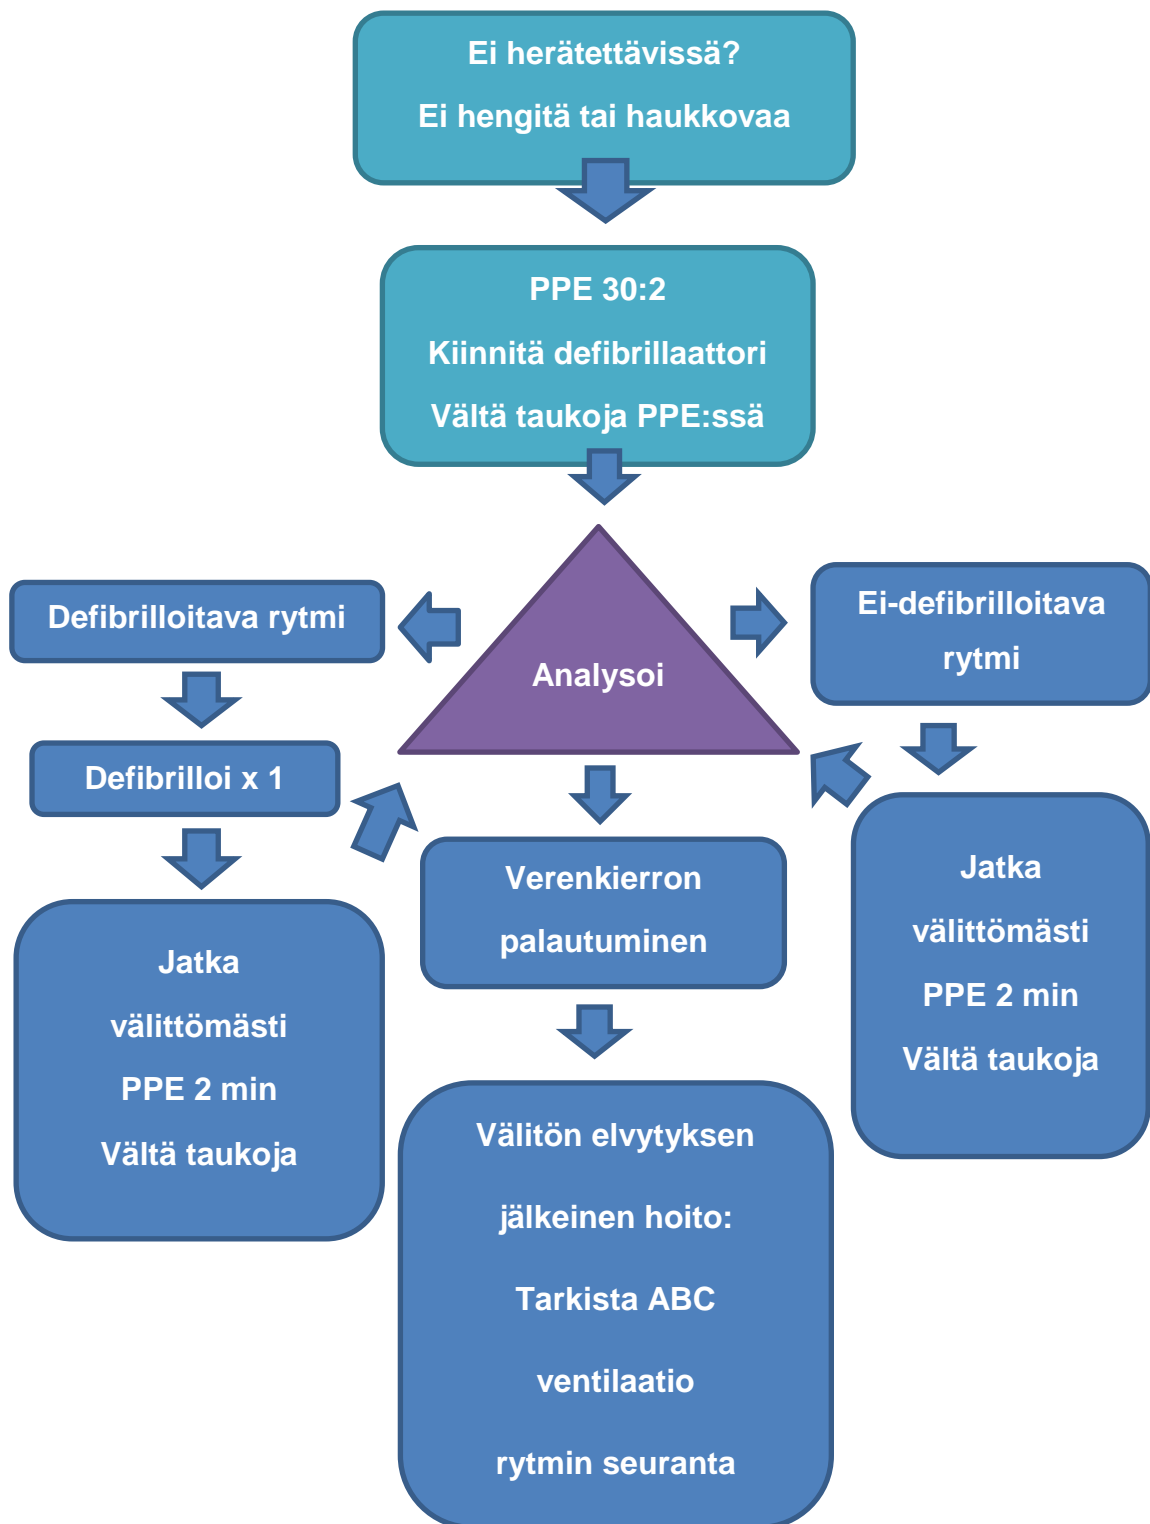 Ei herätettävissä?
Ei hengitä tai haukkovaa
PPE 30:2
Kiinnitä defibrillaattori
Vältä taukoja PPE:ssä
Analysoi
Defibrilloitava rytmi
Defibrilloi x 1
Jatka
välittömästi
PPE 2 min
Vältä taukoja
Verenkierron
palautuminen
Välitön elvytyksen
jälkeinen hoito:
Tarkista ABC
ventilaatio
rytmin seuranta
Ei-defibrilloitava
rytmi
Jatka
välittömästi
PPE 2 min
Vältä taukoja